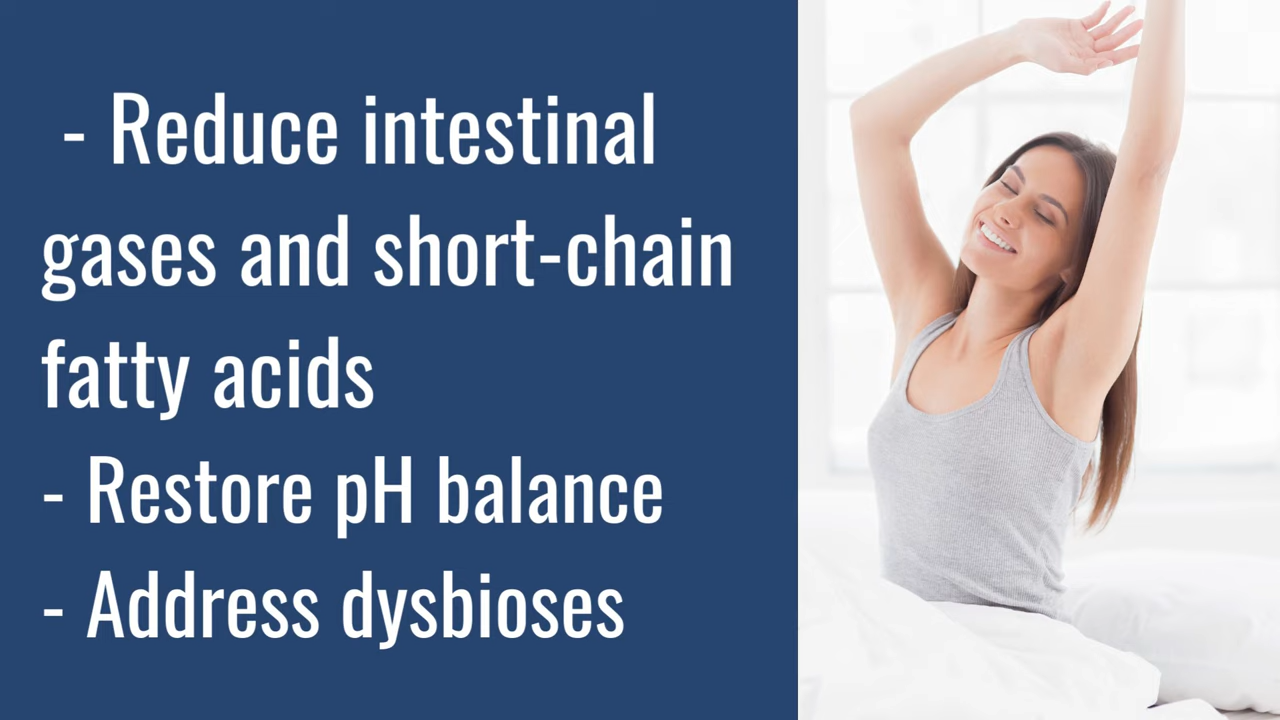 - Reduce intestinal
gases and short-chain
fatty acids
- Restore pH balance
- Address dysbioses